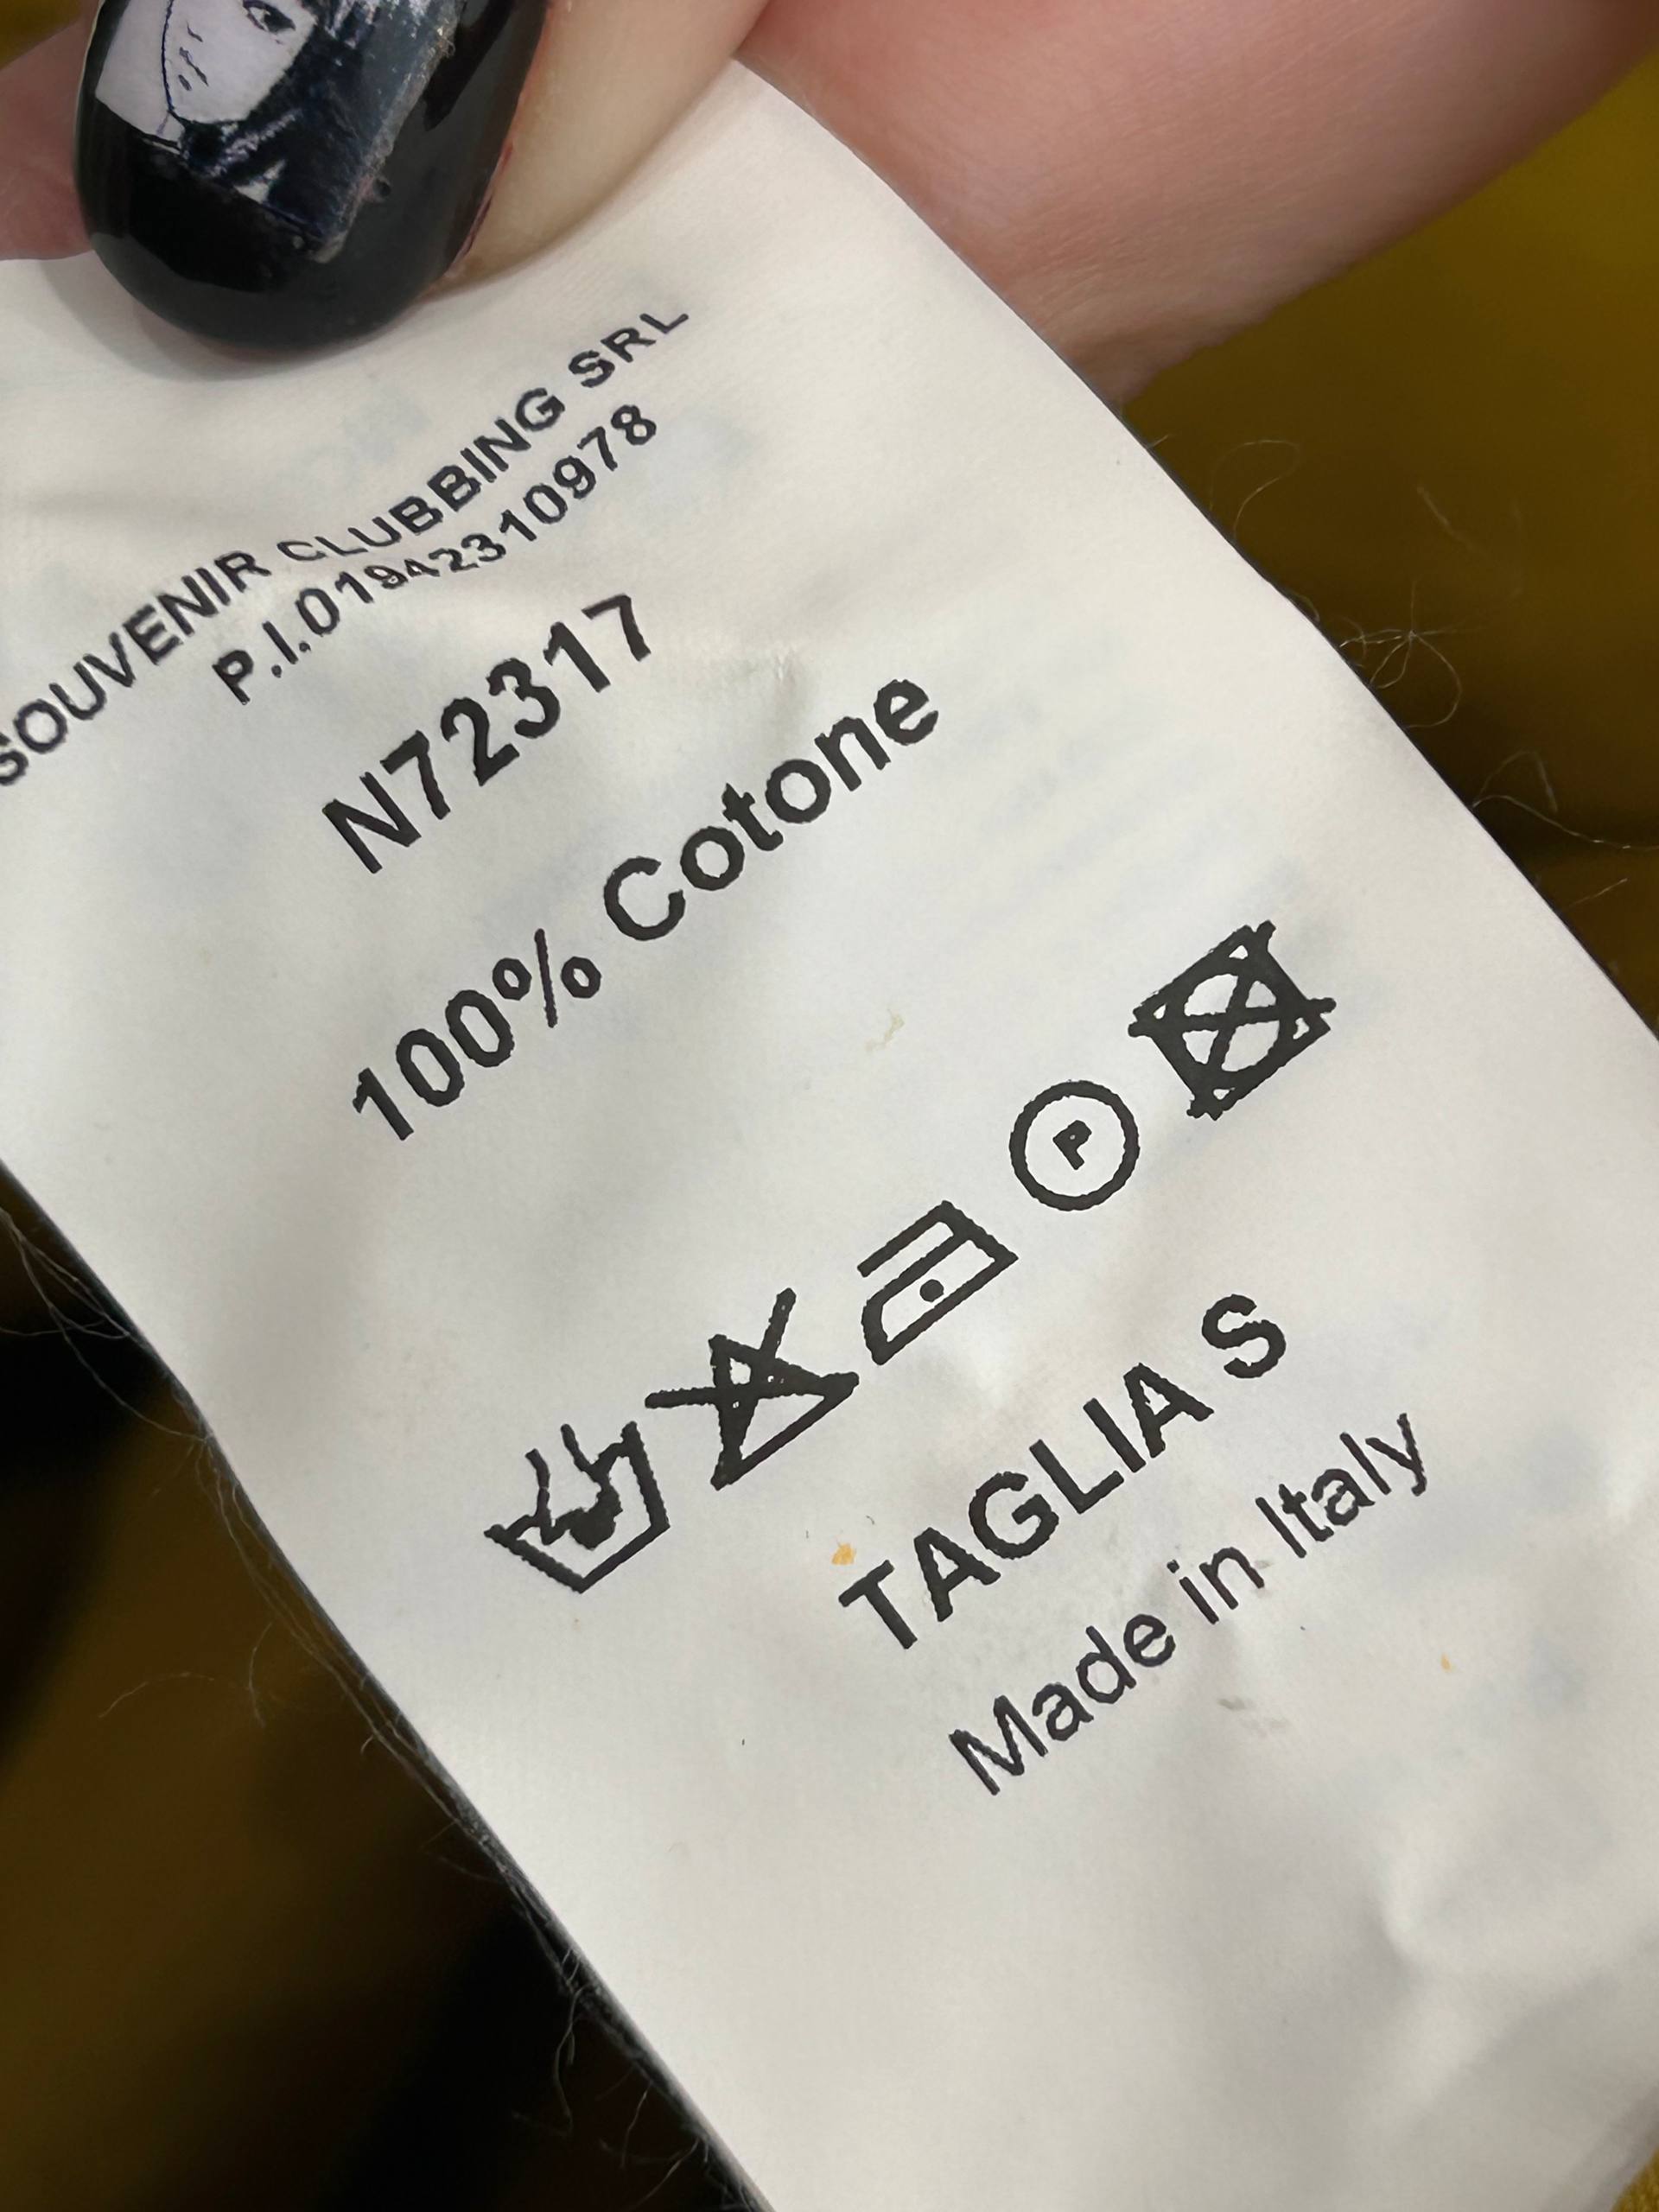 SOUVENIR CLUBBING SRL
P.I.01942310978
N72317
100% Cotone
P
TAGLIA S
Made in Italy